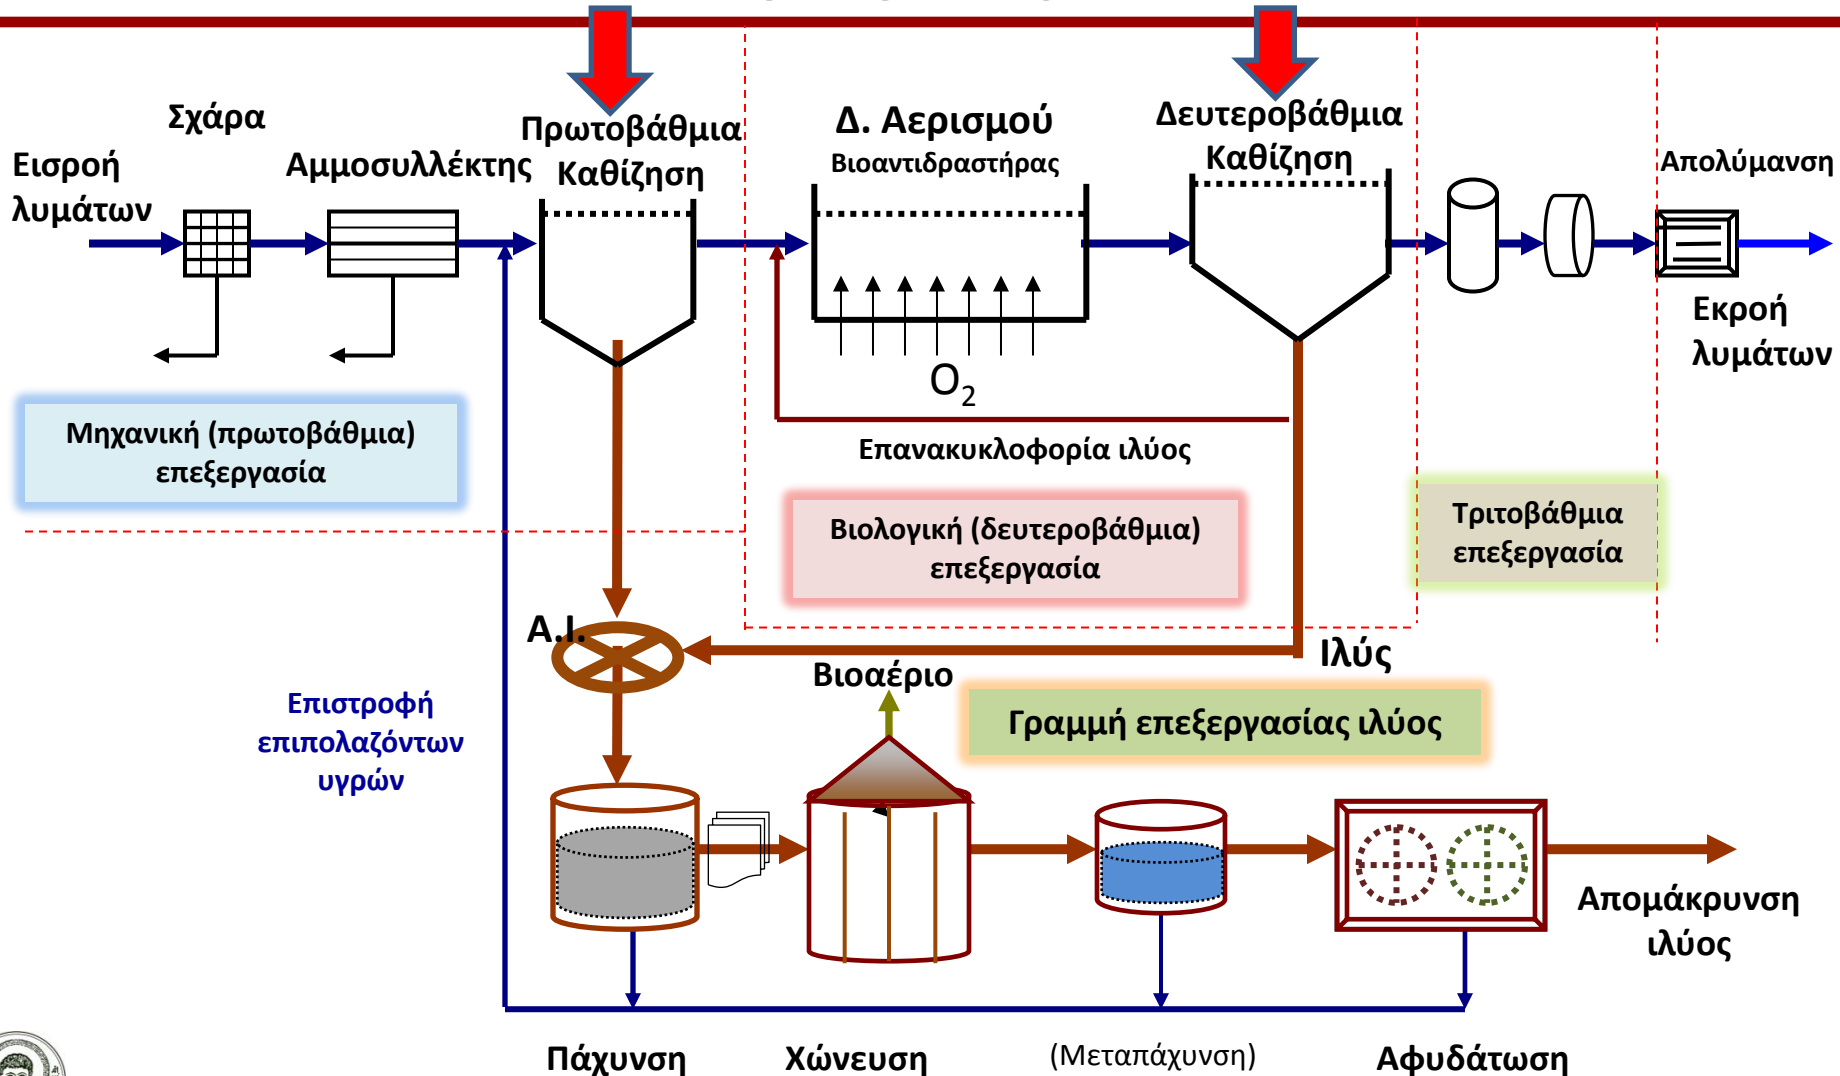 Σχάρα
Εισροή
λυμάτων
Αμμοσυλλέκτης
Πρωτοβάθμια
Καθίζηση
Δ. Αερισμού
Βιοαντιδραστήρας
Δευτεροβάθμια
Καθίζηση
Απολύμανση
Εκροή
λυμάτων
O2
Επανακυκλοφορία ιλύος
Μηχανική (πρωτοβάθμια)
επεξεργασία
Βιολογική (δευτεροβάθμια)
επεξεργασία
Τριτοβάθμια
επεξεργασία
Α.Ι.
Ιλύς
Βιοαέριο
Γραμμή επεξεργασίας ιλύος
Επιστροφή
επιπολαζόντων
υγρών
Απομάκρυνση
ιλύος
Πάχυνση
Χώνευση
(Μεταπάχυνση)
Αφυδάτωση